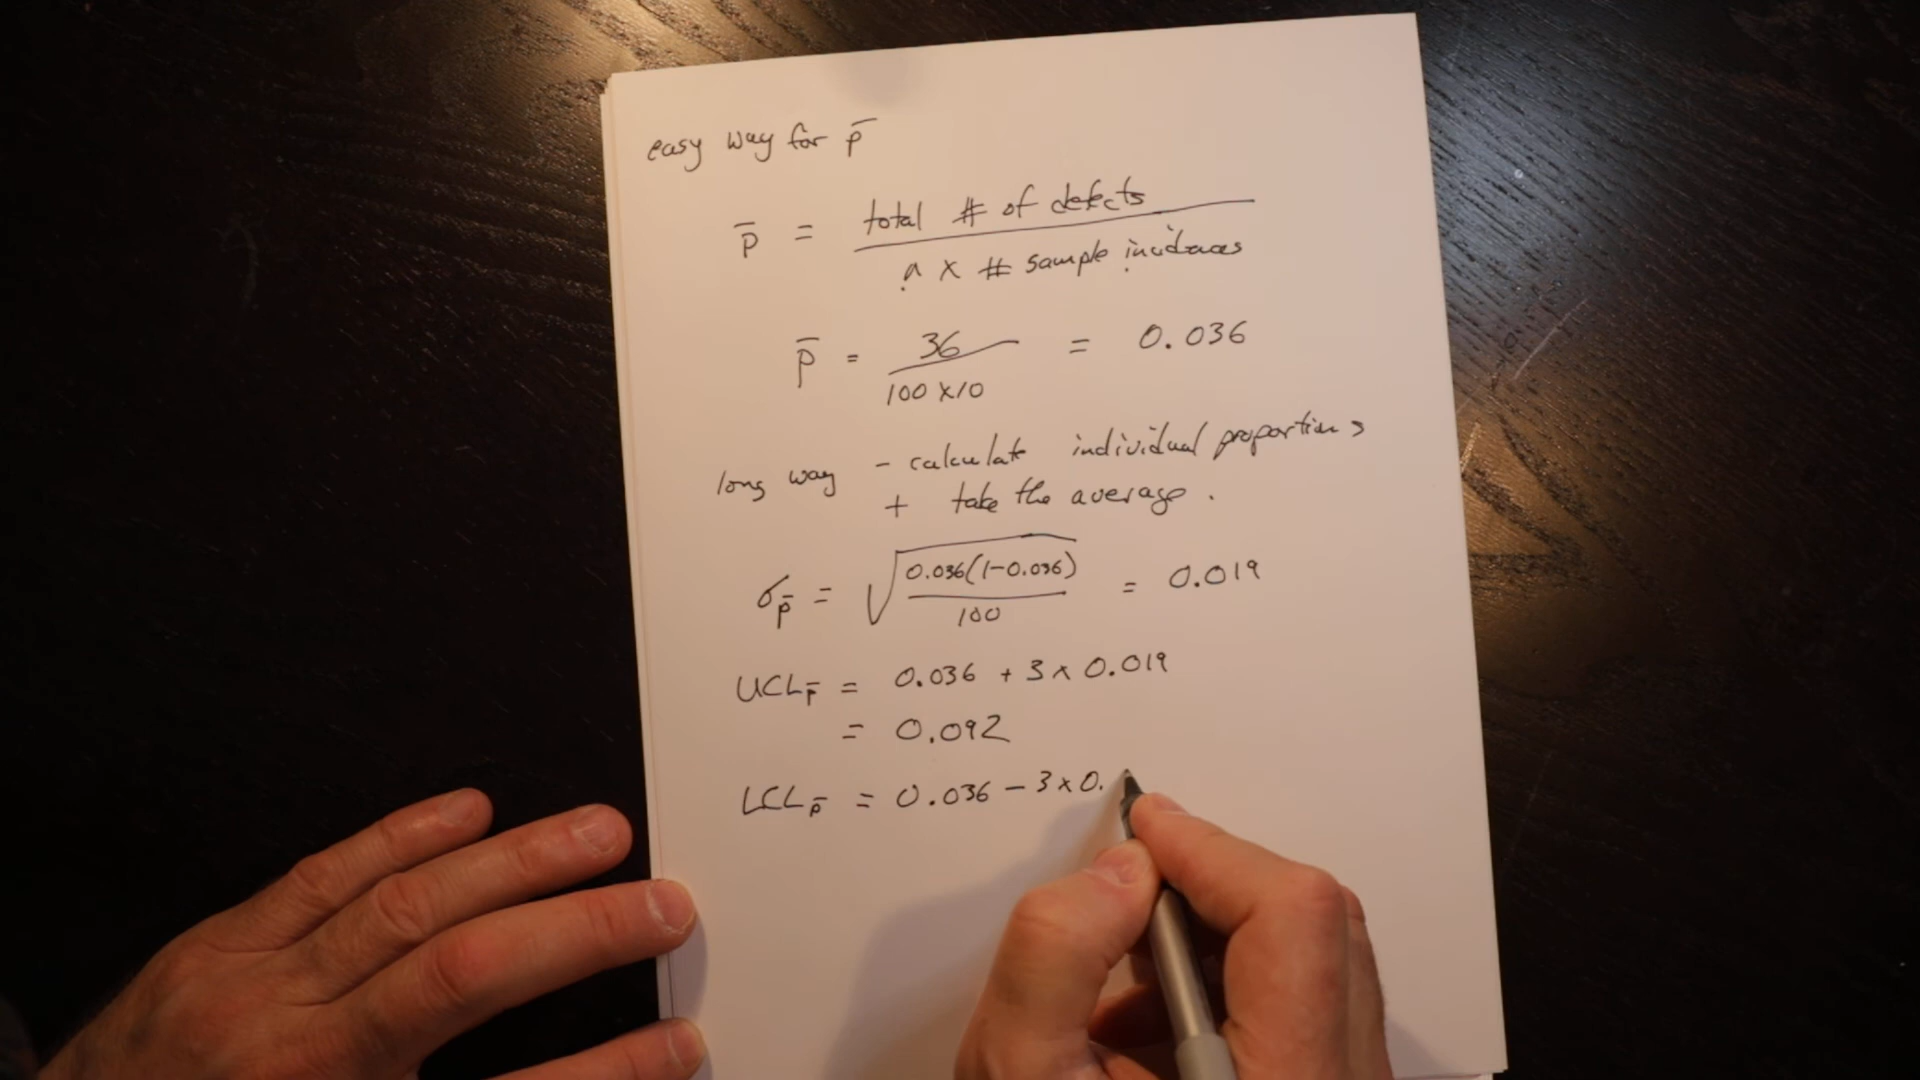 easy way for p̄
p̄ = total # of defects
n x # sample incidences
p̄ = 36 = 0.036
100 x 10
long way - calculate individual proportions
+ take the average.
σp̄ = √ 0.036(1-0.036) = 0.019
100
UCLp̄ = 0.036 + 3 x 0.019
= 0.092
LCLp̄ = 0.036 - 3 x 0.